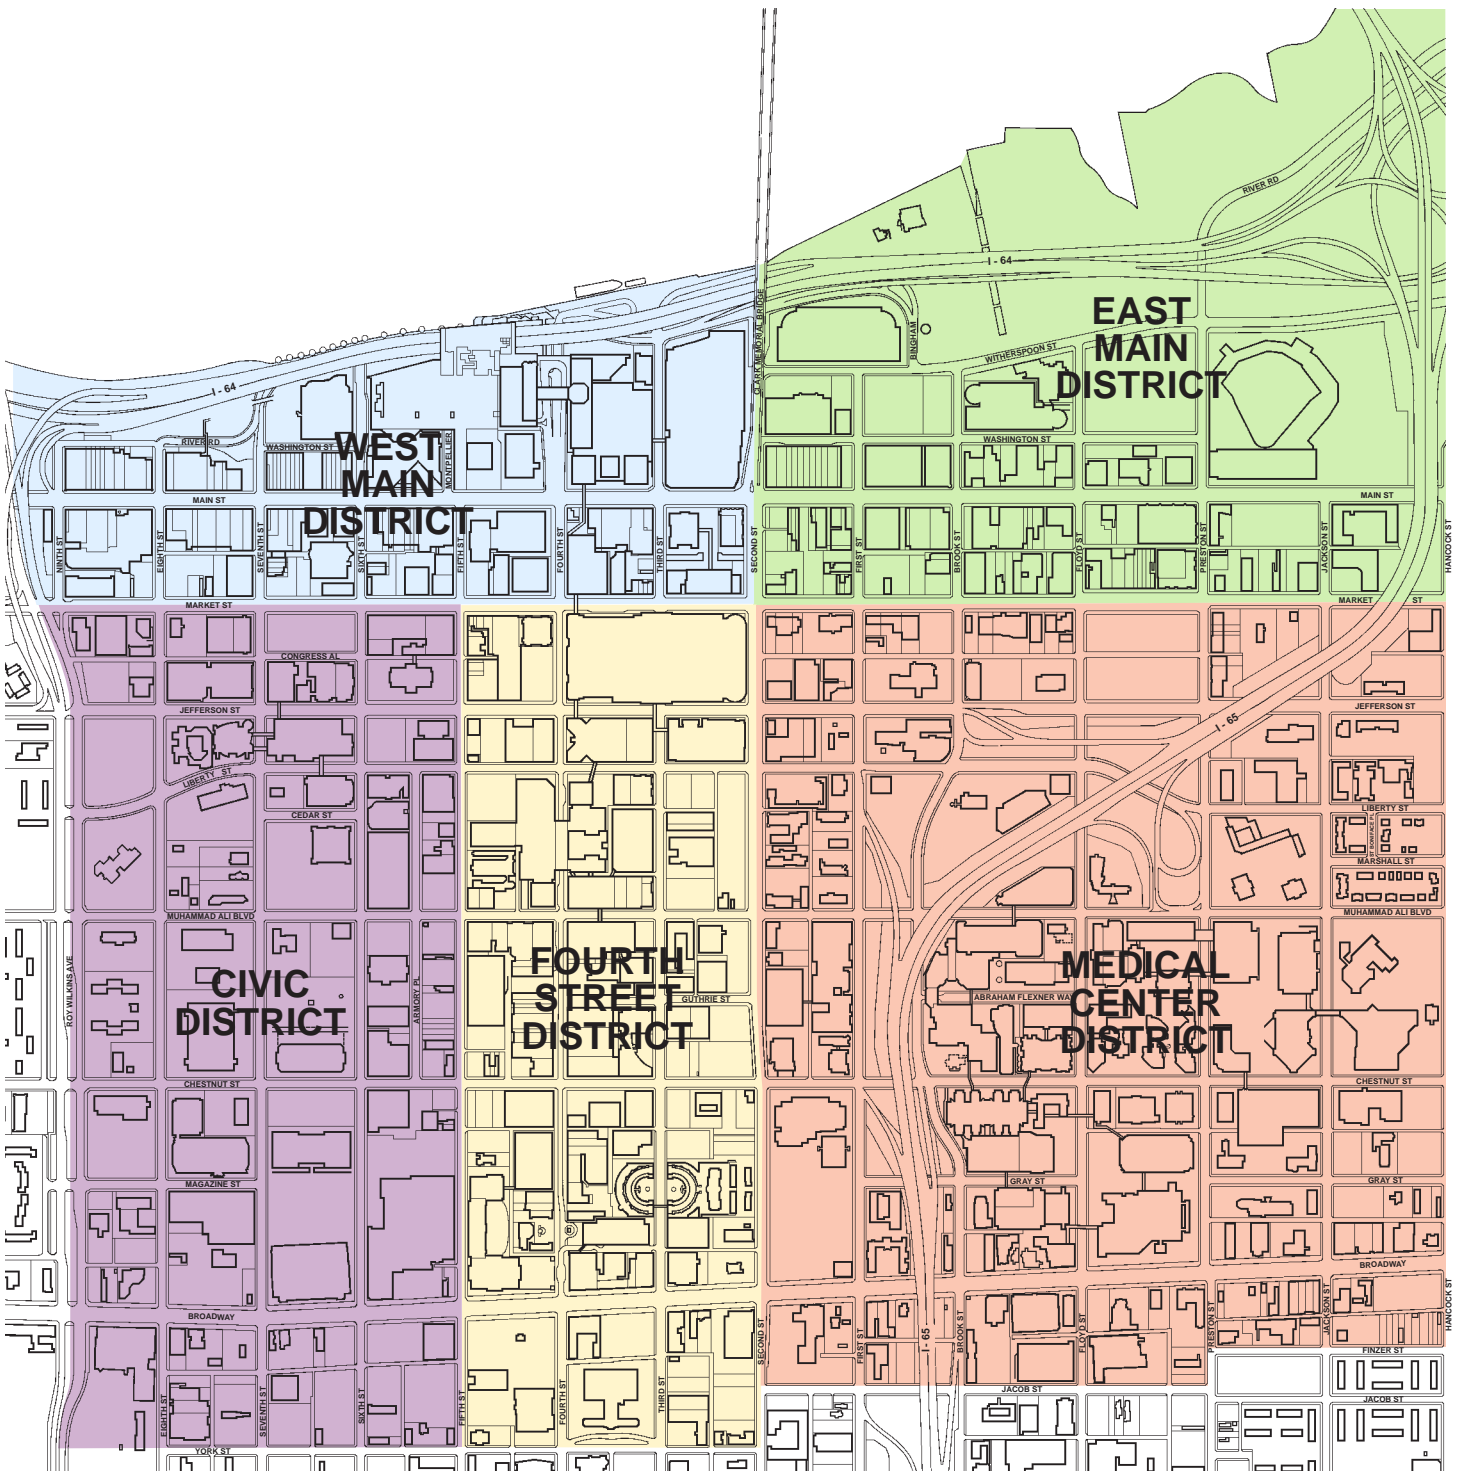 RIVER RD
I - 64
CLARK MEMORIAL BRIDGE
BINGHAM
EAST
MAIN
DISTRICT
WITHERSPOON ST
I - 64
WEST
MAIN
DISTRICT
RIVER RD
WASHINGTON ST
MONTPELIER
WASHINGTON ST
MAIN ST
MAIN ST
NINTH ST
EIGHTH ST
SEVENTH ST
SIXTH ST
FIFTH ST
FOURTH ST
THIRD ST
SECOND ST
FIRST ST
BROOK ST
FLOYD ST
PRESTON ST
JACKSON ST
HANCOCK ST
MARKET ST
MARKET ST
CONGRESS AL
JEFFERSON ST
JEFFERSON ST
I - 65
LIBERTY ST
LIBERTY ST
CEDAR ST
ST BONIFACE PL
MARSHALL ST
MUHAMMAD ALI BLVD
MUHAMMAD ALI BLVD
ROY WILKINS AVE
CIVIC
DISTRICT
ARMORY PL
FOURTH
STREET
DISTRICT
GUTHRIE ST
MEDICAL
CENTER
DISTRICT
ABRAHAM FLEXNER WAY
CHESTNUT ST
CHESTNUT ST
MAGAZINE ST
GRAY ST
GRAY ST
BROADWAY
BROADWAY
EIGHTH ST
SEVENTH ST
SIXTH ST
FIFTH ST
FOURTH ST
THIRD ST
SECOND ST
FIRST ST
I - 65
BROOK ST
FLOYD ST
PRESTON ST
JACKSON ST
HANCOCK ST
FINZER ST
JACOB ST
JACOB ST
YORK ST